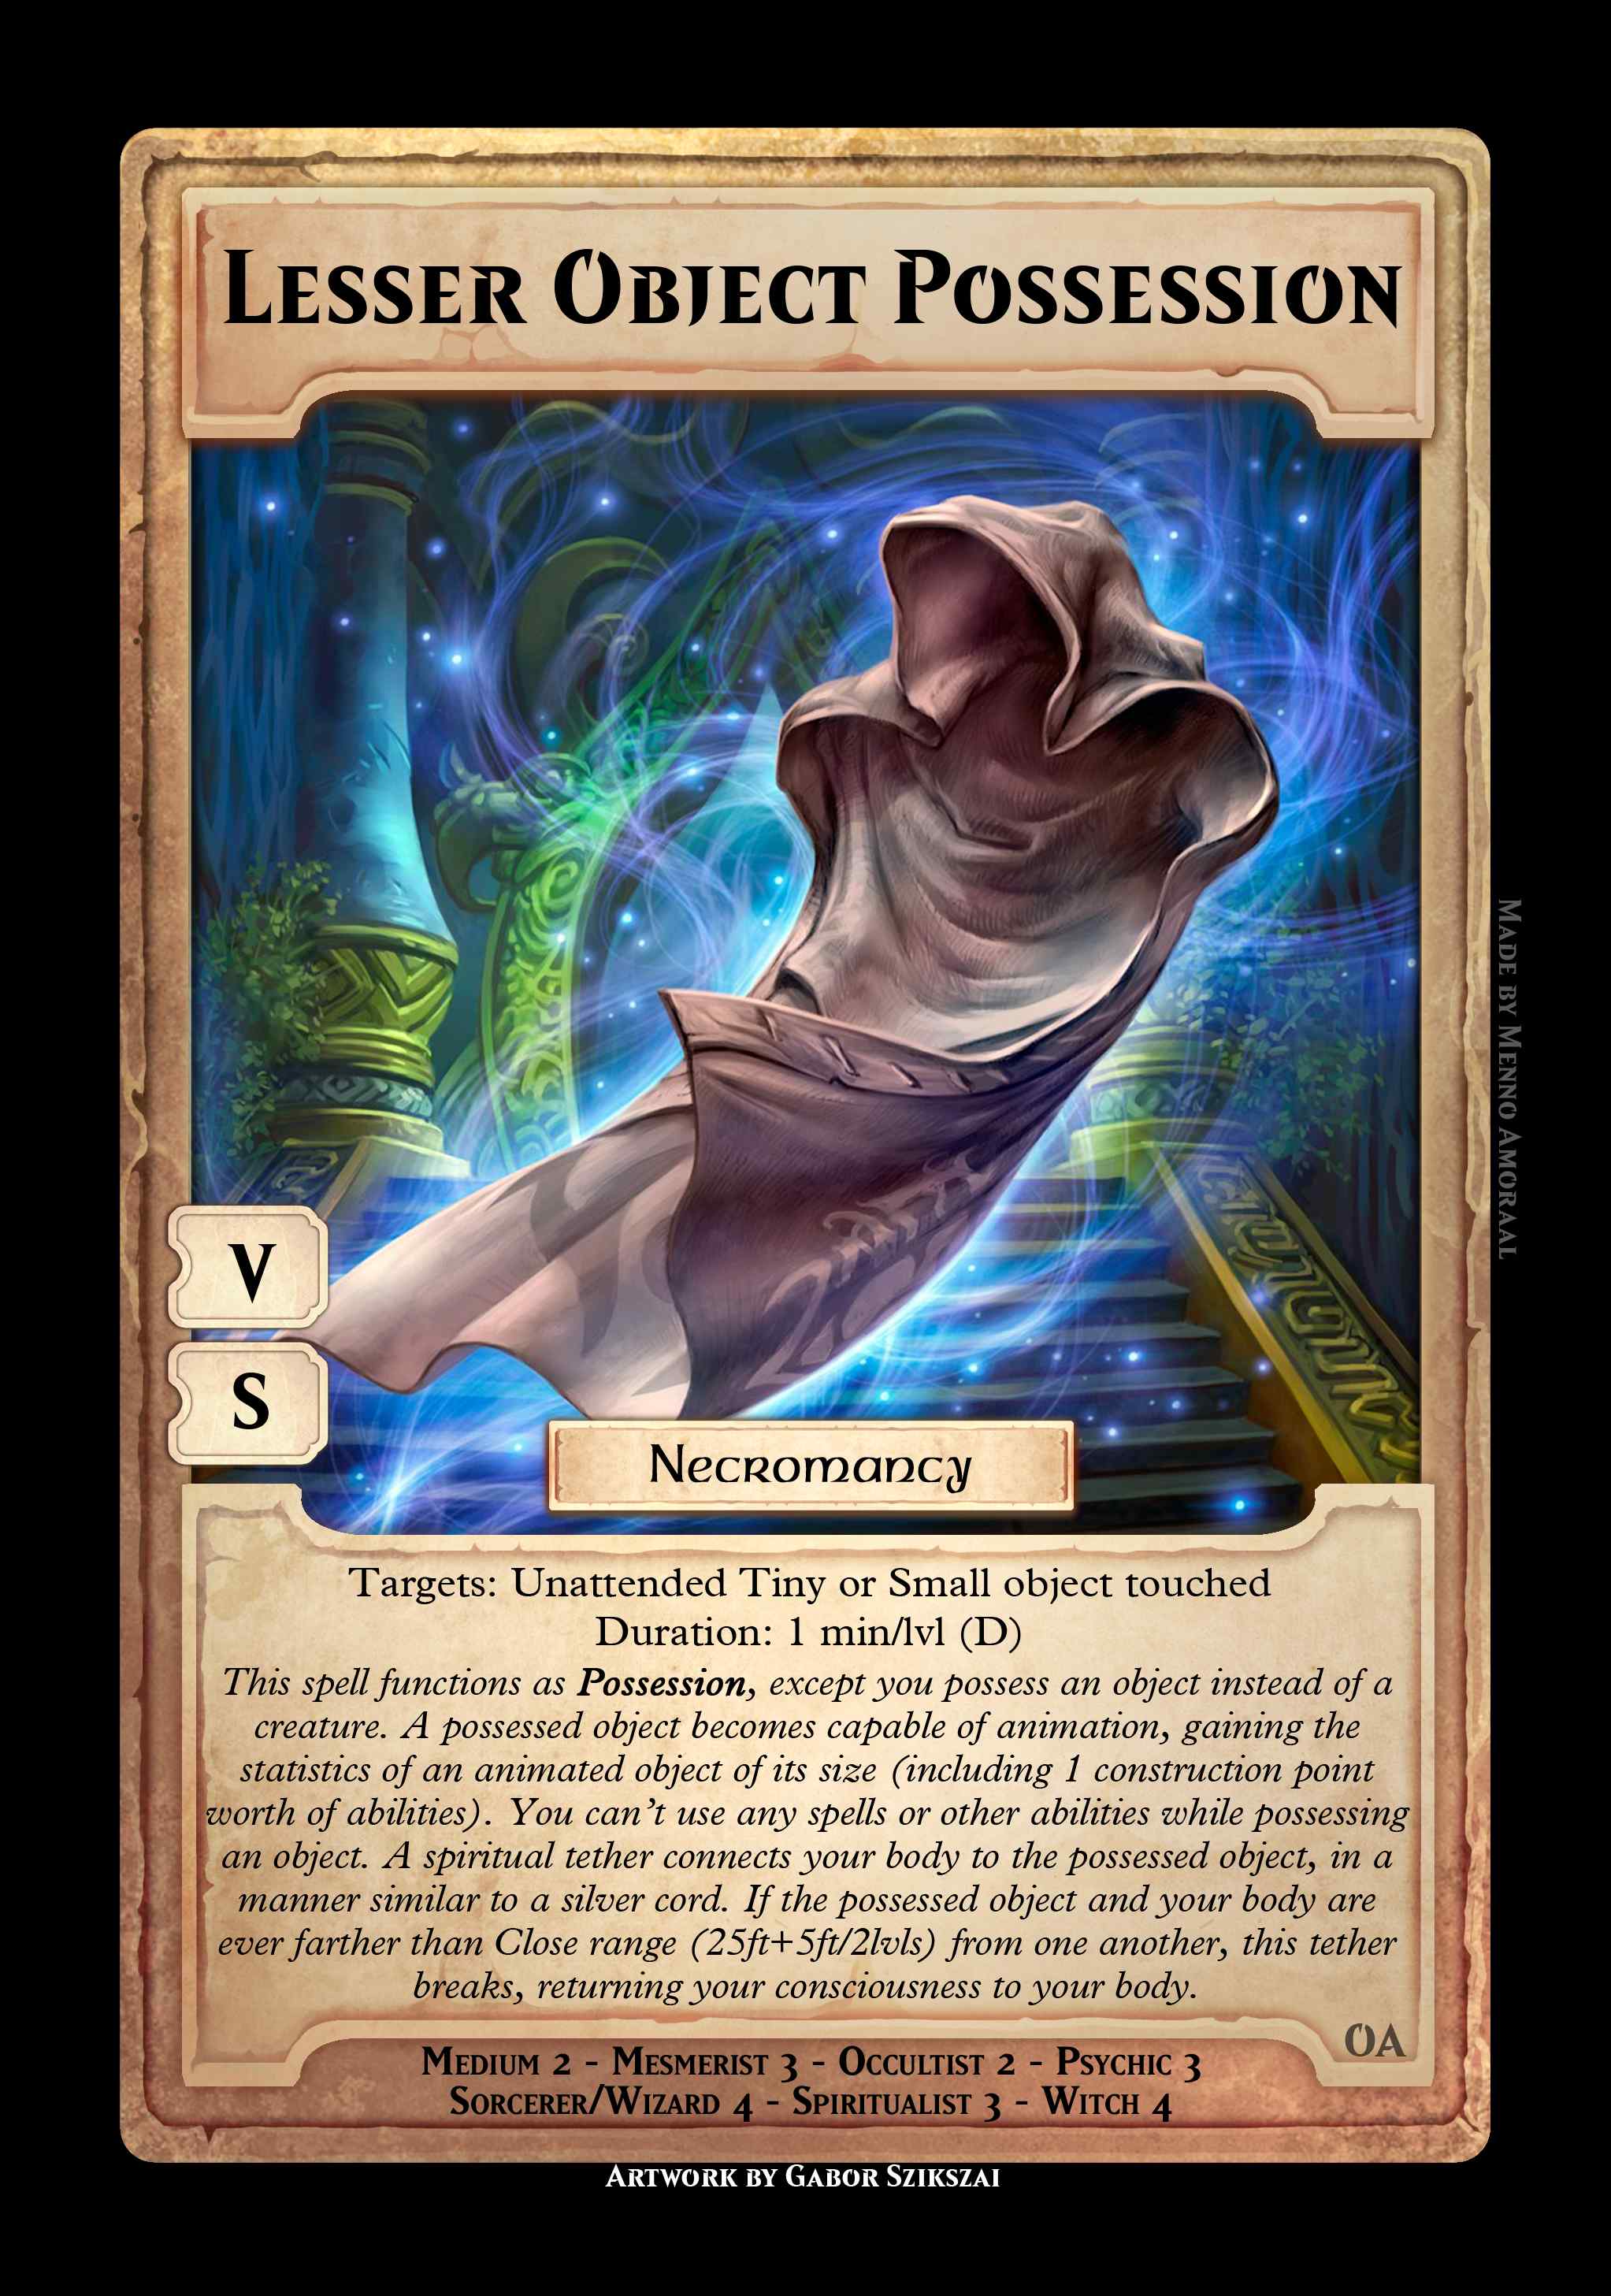 Lesser Object Possession
V
S
Necromancy
Targets: Unattended Tiny or Small object touched
Duration: 1 min/lvl (D)
This spell functions as Possession, except you possess an object instead of a
creature. A possessed object becomes capable of animation, gaining the
statistics of an animated object of its size (including 1 construction point
worth of abilities). You can't use any spells or other abilities while possessing
an object. A spiritual tether connects your body to the possessed object, in a
manner similar to a silver cord. If the possessed object and your body are
ever farther than Close range (25ft+5ft/2lvls) from one another, this tether
breaks, returning your consciousness to your body.
OA
Medium 2 - Mesmerist 3 - Occultist 2 - Psychic 3
Sorcerer/Wizard 4 - Spiritualist 3 - Witch 4
Artwork by Gabor Szikszai
Made by Menno Amoraal